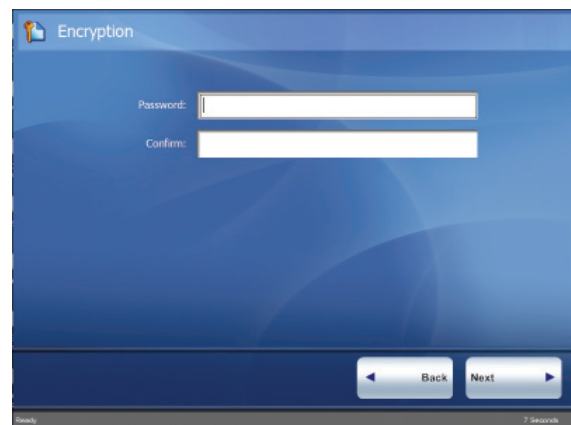 Encryption
Password:
Confirm:
Back Next
Ready 7 Seconds